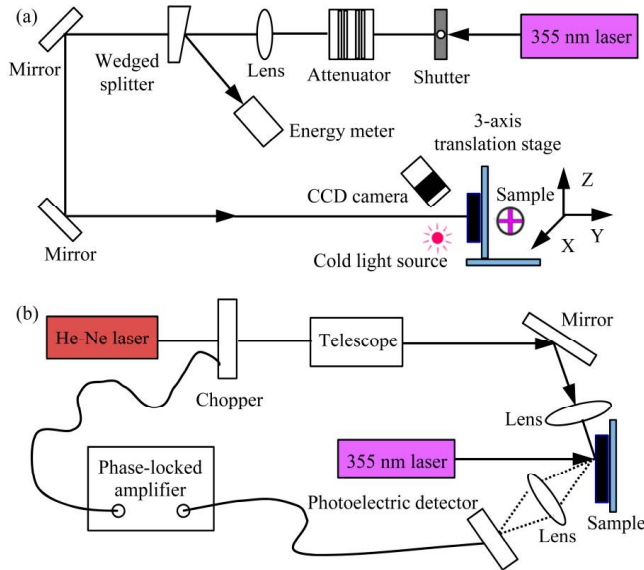 (a)
355 nm laser
Mirror
Wedged
splitter
Lens
Attenuator
Shutter
Energy meter
3-axis
translation stage
CCD camera
Sample
Z
Y
X
Mirror
Cold light source
(b)
He-Ne laser
Telescope
Mirror
Chopper
Lens
355 nm laser
Phase-locked
amplifier
Photoelectric detector
Lens
Sample